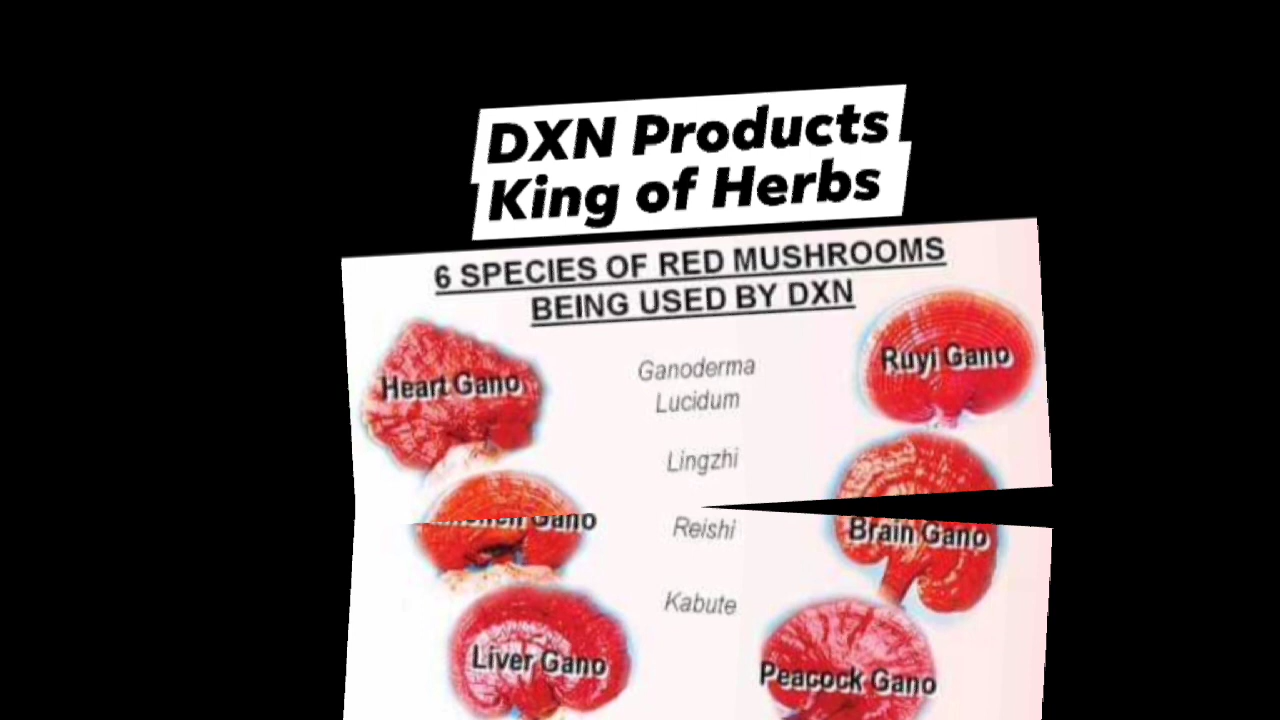 DXN Products
King of Herbs
6 SPECIES OF RED MUSHROOMS
BEING USED BY DXN
Heart Gano
Ganoderma
Lucidum
Ruyi Gano
Lingzhi
Gano
Reishi
Brain Gano
Kabute
Liver Gano
Peacock Gano